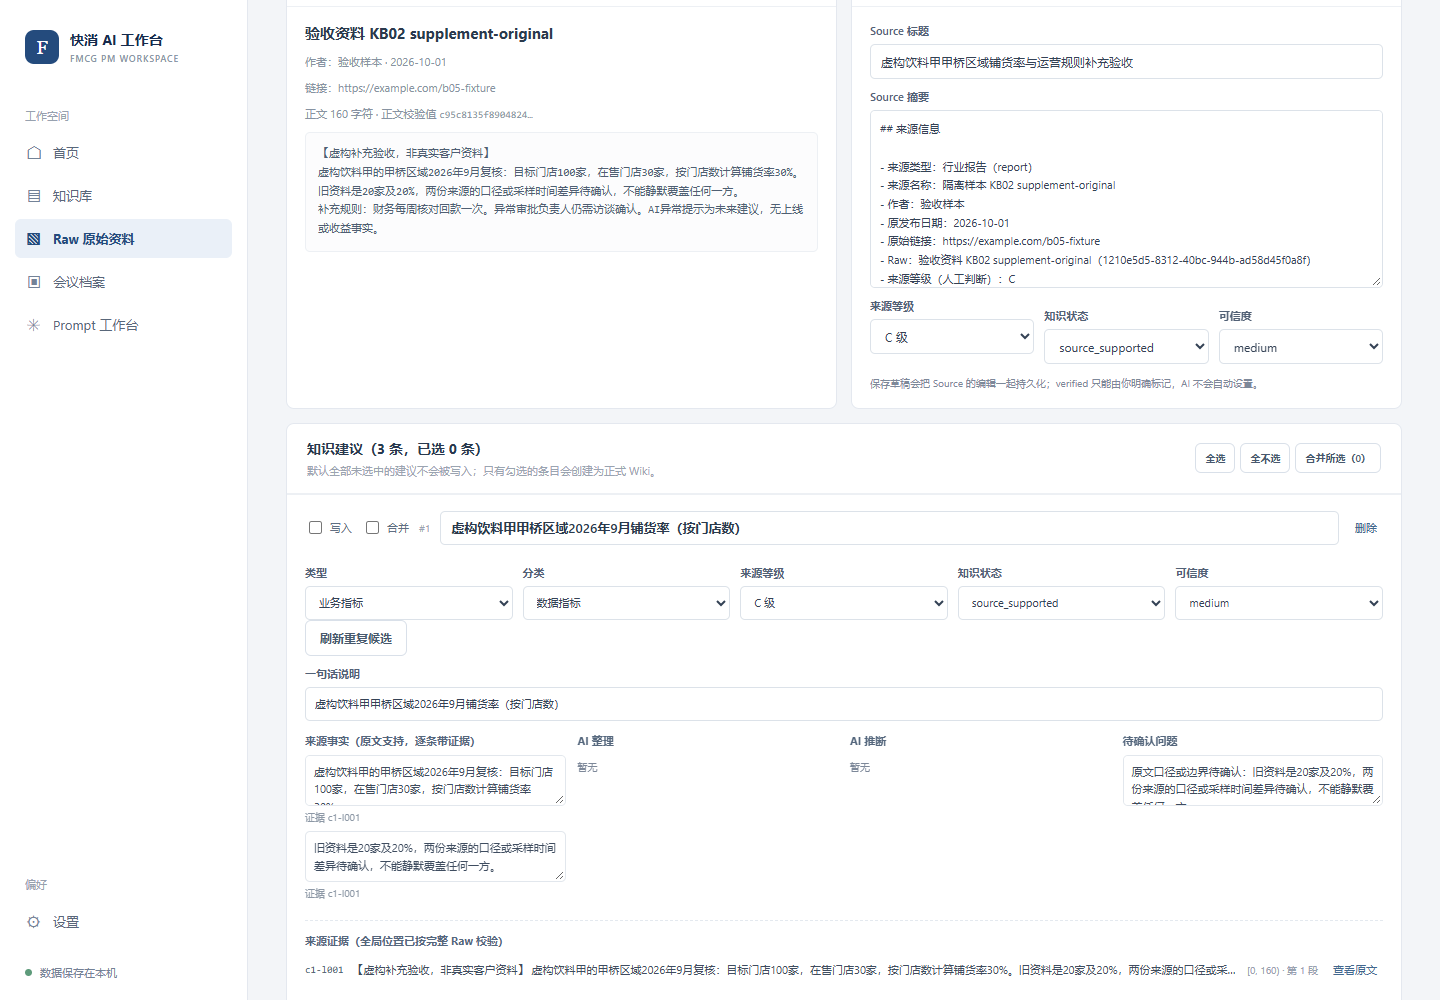 F
快消 AI 工作台
FMCG PM WORKSPACE
工作空间
首页
知识库
Raw 原始资料
会议档案
Prompt 工作台
偏好
设置
数据保存在本机
验收资料 KB02 supplement-original
作者：验收样本 · 2026-10-01
链接：https://example.com/b05-fixture
正文 160 字符 · 正文校验值 c95c8135f8904824…
【虚构补充验收，非真实客户资料】
虚构饮料甲的甲桥区域2026年9月复核：目标门店100家，在售门店30家，按门店数计算铺货率30%。
旧资料是20家及20%，两份来源的口径或采样时间差异待确认，不能静默覆盖任何一方。
补充规则：财务每周核对回款一次。异常审批负责人仍需访谈确认。AI异常提示为未来建议，无上线
或收益事实。
Source 标题
虚构饮料甲甲桥区域铺货率与运营规则补充验收
Source 摘要
## 来源信息
- 来源类型：行业报告（report）
- 来源名称：隔离样本 KB02 supplement-original
- 作者：验收样本
- 原发布日期：2026-10-01
- 原始链接：https://example.com/b05-fixture
- Raw：验收资料 KB02 supplement-original（1210e5d5-8312-40bc-944b-ad58d45f0a8f）
- 来源等级（人工判断）：C
来源等级
知识状态
可信度
C 级
source_supported
medium
保存草稿会把 Source 的编辑一起持久化；verified 只能由你明确标记，AI 不会自动设置。
知识建议（3 条，已选 0 条）
默认全部未选中的建议不会被写入；只有勾选的条目会创建为正式 Wiki。
全选
全不选
合并所选（0）
写入
合并
#1
虚构饮料甲甲桥区域2026年9月铺货率（按门店数）
删除
类型
分类
来源等级
知识状态
可信度
业务指标
数据指标
C 级
source_supported
medium
刷新重复候选
一句话说明
虚构饮料甲甲桥区域2026年9月铺货率（按门店数）
来源事实（原文支持，逐条带证据）
AI 整理
AI 推断
待确认问题
虚构饮料甲的甲桥区域2026年9月复核：目标门店
100家，在售门店30家，按门店数计算铺货率
30%。
暂无
暂无
原文口径或边界待确认：旧资料是20家及20%，两
份来源的口径或采样时间差异待确认，不能静默覆
盖任何一方。
证据 c1-l001
旧资料是20家及20%，两份来源的口径或采样时间
差异待确认，不能静默覆盖任何一方。
证据 c1-l001
来源证据（全局位置已按完整 Raw 校验）
c1-l001 【虚构补充验收，非真实客户资料】 虚构饮料甲的甲桥区域2026年9月复核：目标门店100家，在售门店30家，按门店数计算铺货率30%。旧资料是20家及20%，两份来源的口径或采… [0, 160) · 第 1 段 查看原文